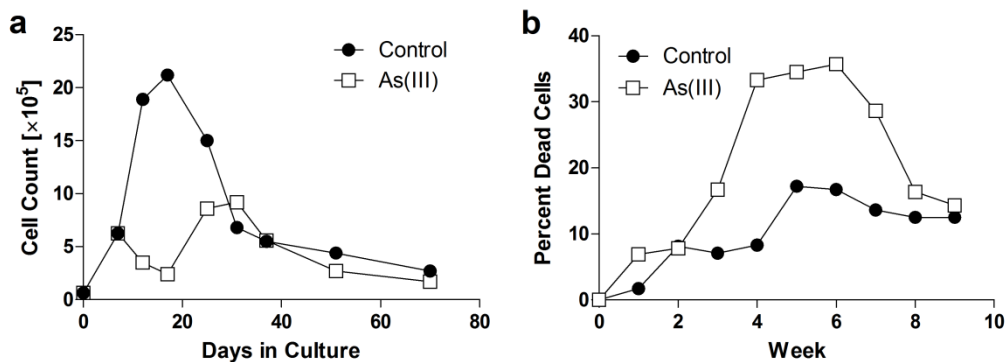 a
Cell Count [×10⁵]
25
20
15
10
5
0
0 20 40 60 80
Days in Culture
Control
As(III)
b
Percent Dead Cells
40
30
20
10
0
0 2 4 6 8 10
Week
Control
As(III)